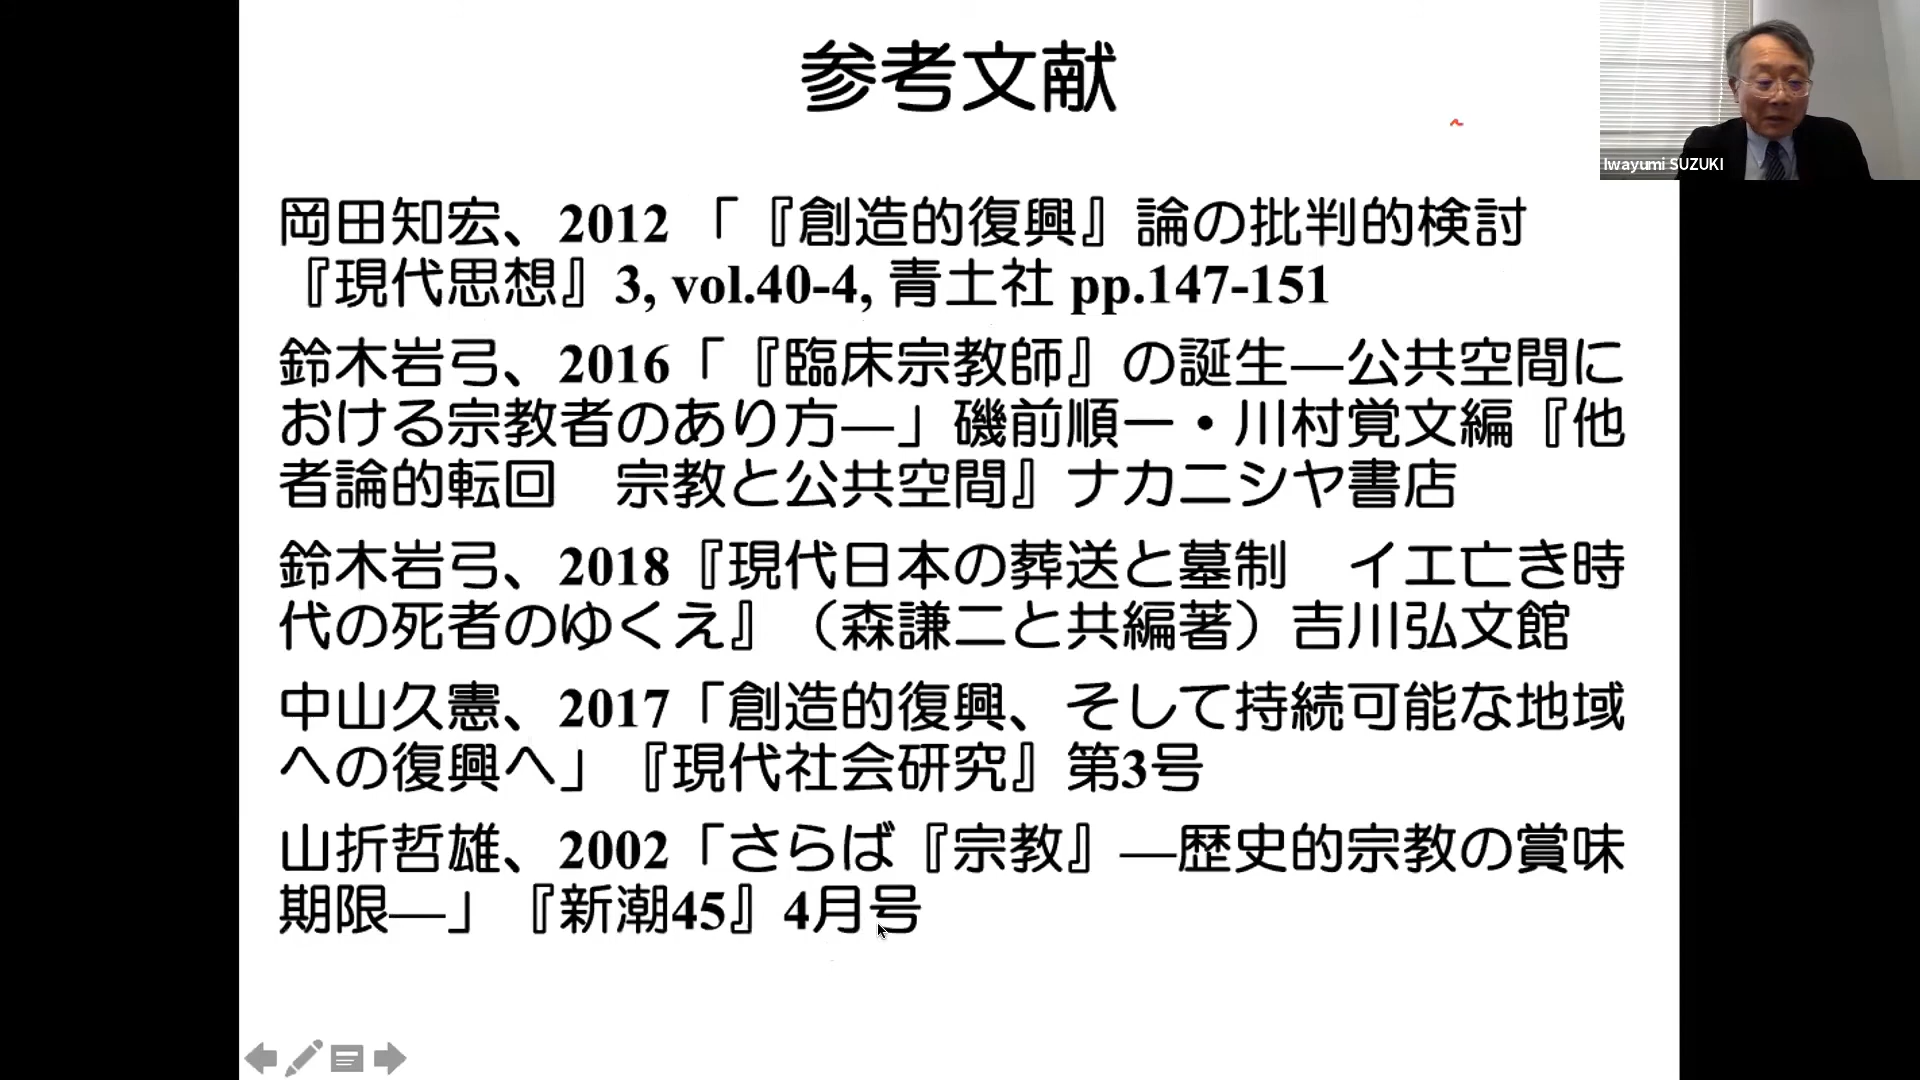 参考文献
Iwayumi SUZUKI
岡田知宏、2012 「『創造的復興』論の批判的検討
『現代思想』3, vol.40-4, 青土社 pp.147-151
鈴木岩弓、2016「『臨床宗教師』の誕生―公共空間に
おける宗教者のあり方―」磯前順一・川村覚文編『他
者論的転回　宗教と公共空間』ナカニシヤ書店
鈴木岩弓、2018『現代日本の葬送と墓制　イエ亡き時
代の死者のゆくえ』（森謙二と共編著）吉川弘文館
中山久憲、2017「創造的復興、そして持続可能な地域
への復興へ」『現代社会研究』第3号
山折哲雄、2002「さらば『宗教』―歴史的宗教の賞味
期限―」『新潮45』4月号